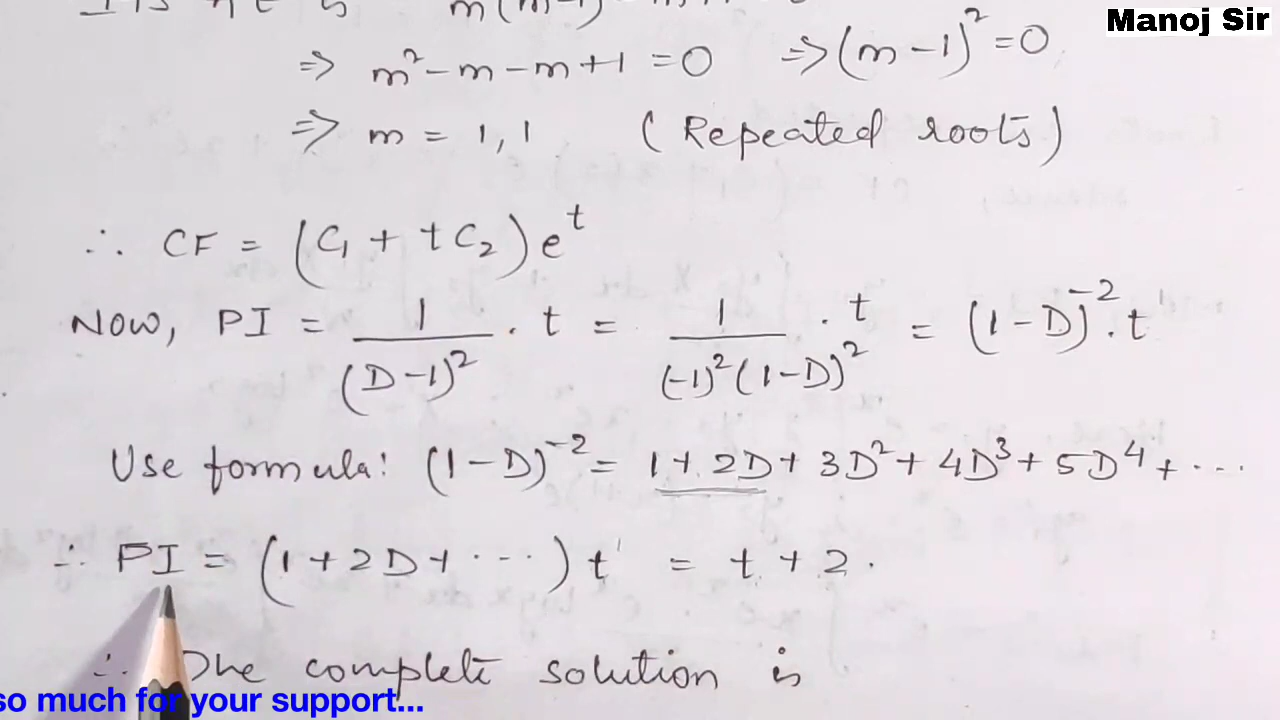 Manoj Sir
⇒ m² - m - m + 1 = 0 ⇒ (m - 1)² = 0
⇒ m = 1, 1 (Repeated roots)
∴ CF = (C₁ + tC₂) eᵗ
Now, PI = 1/(D-1)² . t = 1/((-1)²(1-D)²) . t = (1-D)⁻² . t
Use formula: (1-D)⁻² = 1 + 2D + 3D² + 4D³ + 5D⁴ + ...
∴ PI = (1 + 2D + ...) t = t + 2.
∴ The complete solution is
so much for your support...